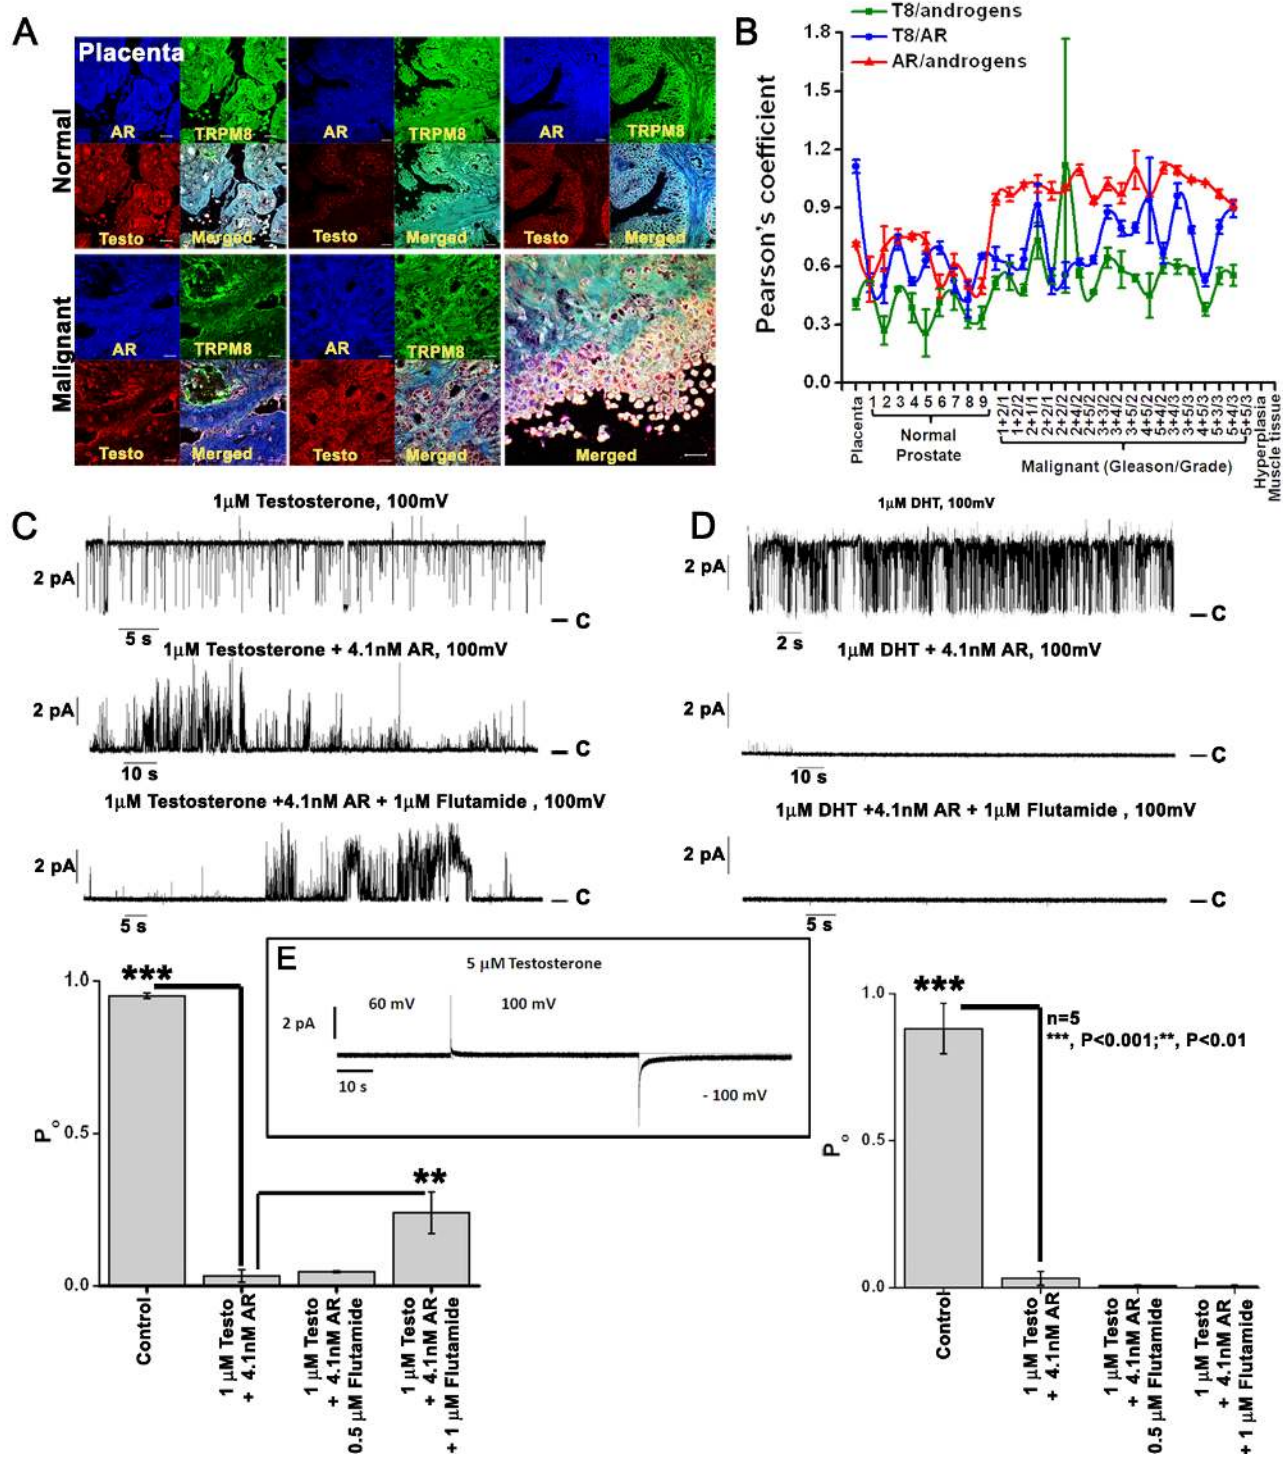 A
Placenta
Normal
AR
TRPM8
AR
TRPM8
AR
TRPM8
Testo
Merged
Testo
Merged
Testo
Merged
Malignant
AR
TRPM8
AR
TRPM8
Testo
Merged
Testo
Merged
Merged
B
T8/androgens
T8/AR
AR/androgens
Pearson's coefficient
1.8
1.5
1.2
0.9
0.6
0.3
0.0
Placenta
1 2 3 4 5 6 7 8 9
1+2/1
1+2/2
2+1/1
2+2/1
2+2/2
2+4/2
2+5/2
3+3/2
3+4/2
3+5/2
4+5/2
5+4/2
3+4/3
3+5/3
4+5/3
5+3/3
5+4/3
5+5/3
Hyperplasia
Muscle tissue
Normal
Prostate
Malignant (Gleason/Grade)
C
1μM Testosterone, 100mV
2 pA
C
5 s
1μM Testosterone + 4.1nM AR, 100mV
2 pA
C
10 s
1μM Testosterone +4.1nM AR + 1μM Flutamide , 100mV
2 pA
C
5 s
D
1μM DHT, 100mV
2 pA
C
2 s
1μM DHT + 4.1nM AR, 100mV
2 pA
C
10 s
1μM DHT +4.1nM AR + 1μM Flutamide , 100mV
2 pA
C
5 s
Po
1.0
0.5
0.0
***
**
Control
1 μM Testo
+ 4.1nM AR
1 μM Testo
+ 4.1nM AR
0.5 μM Flutamide
1 μM Testo
+ 4.1nM AR
+ 1 μM Flutamide
E
5 μM Testosterone
60 mV
100 mV
2 pA
10 s
- 100 mV
Po
1.0
0.5
0.0
***
n=5
***, P<0.001;**, P<0.01
Control
1 μM Testo
+ 4.1nM AR
1 μM Testo
+ 4.1nM AR
0.5 μM Flutamide
1 μM Testo
+ 4.1nM AR
+ 1 μM Flutamide